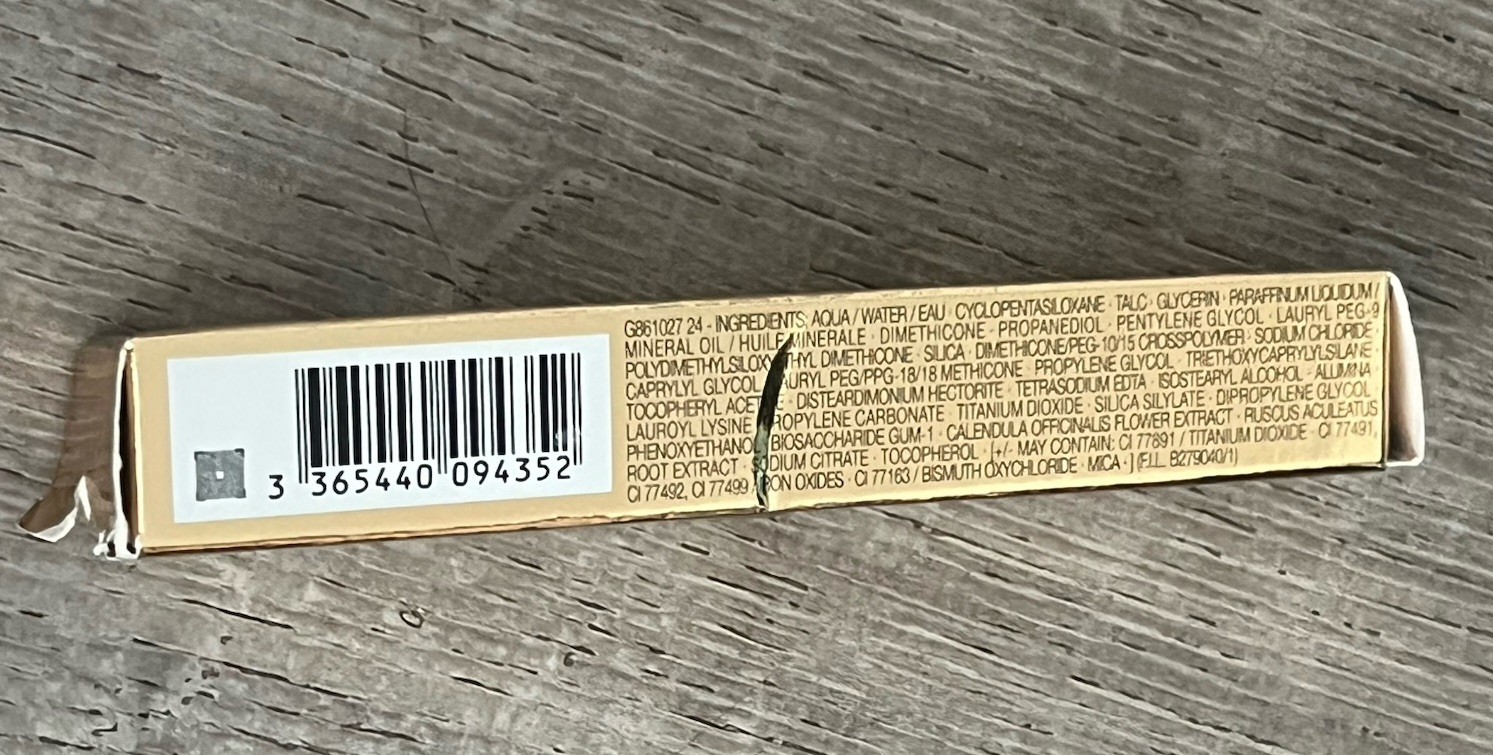 3 365440 094352
G861027 24 - INGREDIENTS: AQUA / WATER / EAU · CYCLOPENTASILOXANE · TALC · GLYCERIN · PARAFFINUM LIQUIDUM /
MINERAL OIL / HUILE MINERALE · DIMETHICONE · PROPANEDIOL · PENTYLENE GLYCOL · LAURYL PEG-9
POLYDIMETHYLSILOXYETHYL DIMETHICONE · SILICA · DIMETHICONE/PEG-10/15 CROSSPOLYMER · SODIUM CHLORIDE ·
CAPRYLYL GLYCOL · LAURYL PEG/PPG-18/18 METHICONE · PROPYLENE GLYCOL · TRIETHOXYCAPRYLYLSILANE ·
TOCOPHERYL ACETATE · DISTEARDIMONIUM HECTORITE · TETRASODIUM EDTA · ISOSTEARYL ALCOHOL · ALUMINA ·
LAUROYL LYSINE · PROPYLENE CARBONATE · TITANIUM DIOXIDE · SILICA SILYLATE · DIPROPYLENE GLYCOL ·
PHENOXYETHANOL · BIOSACCHARIDE GUM-1 · CALENDULA OFFICINALIS FLOWER EXTRACT · RUSCUS ACULEATUS
ROOT EXTRACT · SODIUM CITRATE · TOCOPHEROL · [+/- MAY CONTAIN: CI 77891 / TITANIUM DIOXIDE · CI 77491,
CI 77492, CI 77499 / IRON OXIDES · CI 77163 / BISMUTH OXYCHLORIDE · MICA · ] (F.I.L. B279040/1)